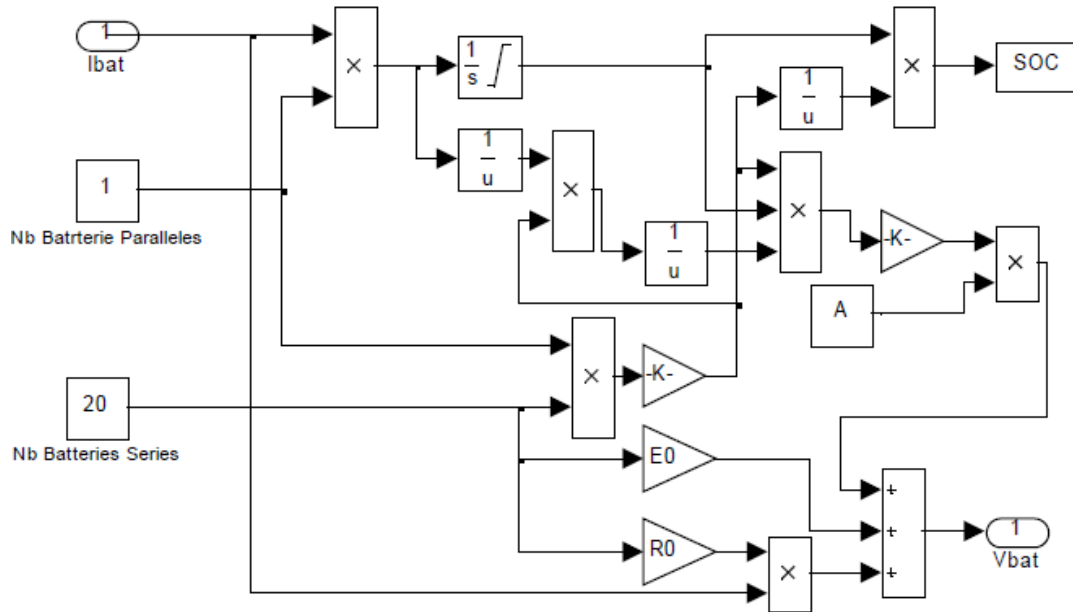 1
Ibat
×
1
s
1
u
×
SOC
1
Nb Batrterie Paralleles
1
u
×
×
1
u
-K-
×
A
20
Nb Batteries Series
×
-K-
E0
R0
×
+
+
+
1
Vbat